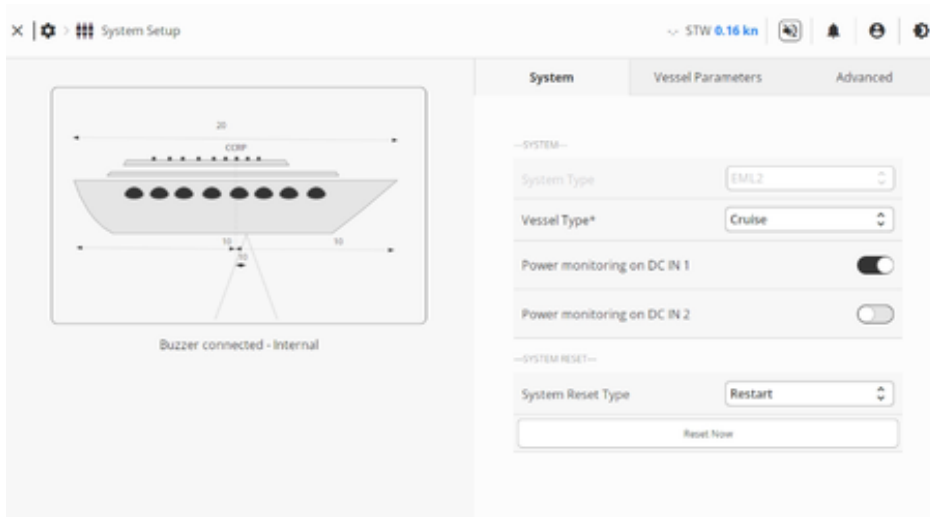 System Setup
STW 0.16 kn
System
Vessel Parameters
Advanced
20
CCRP
10
10
10
Buzzer connected - Internal
—SYSTEM—
System Type
EML2
Vessel Type*
Cruise
Power monitoring on DC IN 1
Power monitoring on DC IN 2
—SYSTEM RESET—
System Reset Type
Restart
Reset Now